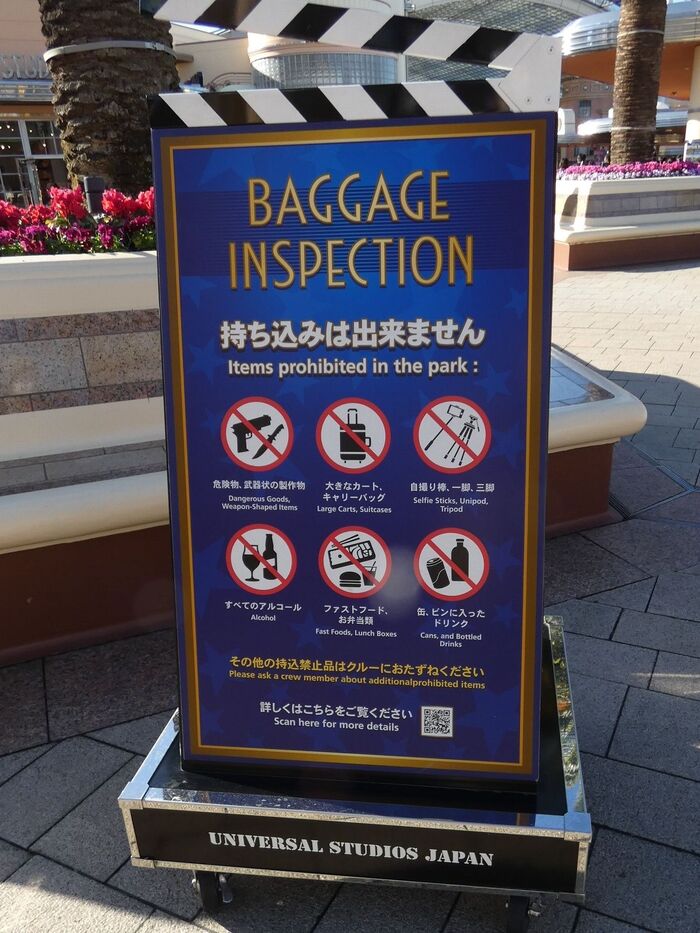 BAGGAGE
INSPECTION
持ち込みは出来ません
Items prohibited in the park :
危険物、武器状の製作物
Dangerous Goods,
Weapon-Shaped Items
大きなカート、
キャリーバッグ
Large Carts, Suitcases
自撮り棒、一脚、三脚
Selfie Sticks, Unipod,
Tripod
すべてのアルコール
Alcohol
ファストフード、
お弁当類
Fast Foods, Lunch Boxes
缶、ビンに入った
ドリンク
Cans, and Bottled
Drinks
その他の持込禁止品はクルーにおたずねください
Please ask a crew member about additionalprohibited items
詳しくはこちらをご覧ください
Scan here for more details
UNIVERSAL STUDIOS JAPAN